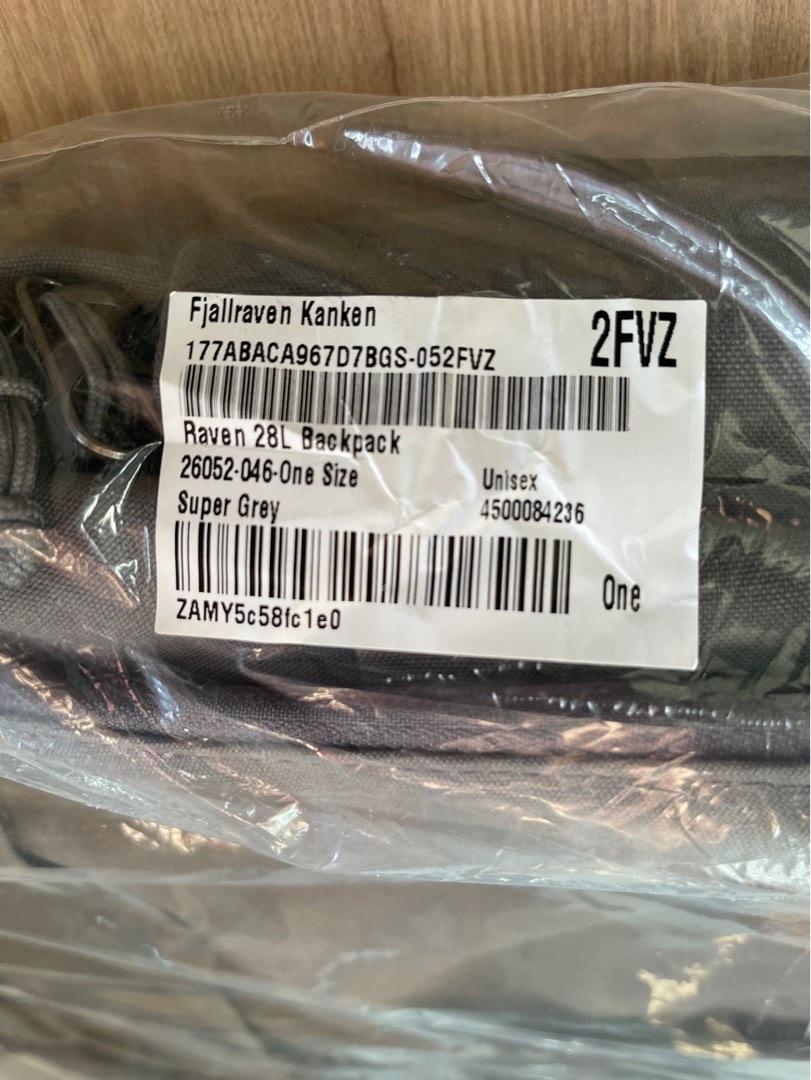 Fjallraven Kanken
2FVZ
177ABACA967D7BGS-052FVZ
Raven 28L Backpack
26052-046-One Size
Unisex
Super Grey
4500084236
One
ZAMY5c58fc1e0